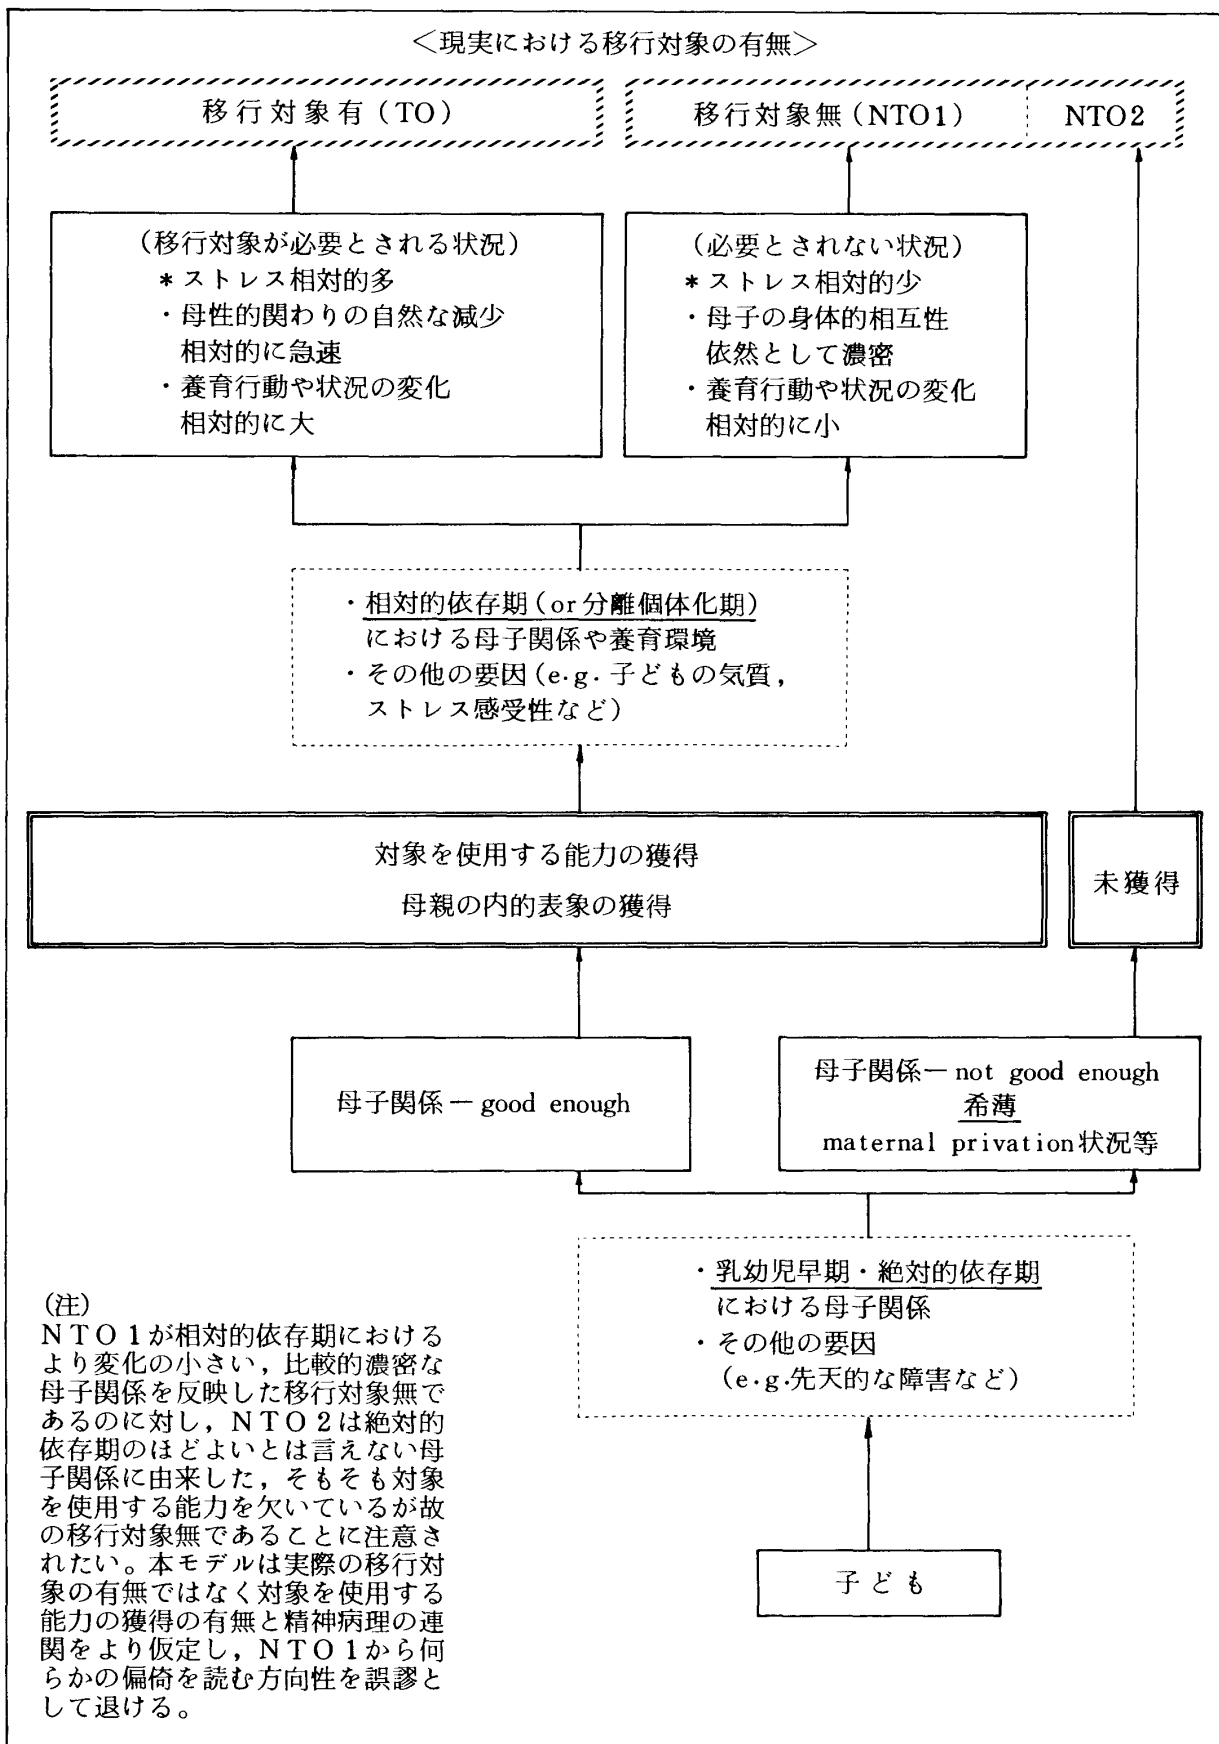 ＜現実における移行対象の有無＞
移行対象有（TO）
移行対象無（NTO1）
NTO2
（移行対象が必要とされる状況）
＊ストレス相対的多
・母性的関わりの自然な減少
相対的に急速
・養育行動や状況の変化
相対的に大
（必要とされない状況）
＊ストレス相対的少
・母子の身体的相互性
依然として濃密
・養育行動や状況の変化
相対的に小
・相対的依存期（or分離個体化期）
における母子関係や養育環境
・その他の要因（e.g. 子どもの気質，
ストレス感受性など）
対象を使用する能力の獲得
母親の内的表象の獲得
未獲得
母子関係－good enough
母子関係－not good enough
希薄
maternal privation状況等
・乳幼児早期・絶対的依存期
における母子関係
・その他の要因
（e.g.先天的な障害など）
子ども
（注）
NTO1が相対的依存期における
より変化の小さい，比較的濃密な
母子関係を反映した移行対象無で
あるのに対し，NTO2は絶対的
依存期のほどよいとは言えない母
子関係に由来した，そもそも対象
を使用する能力を欠いているが故
の移行対象無であることに注意さ
れたい。本モデルは実際の移行対
象の有無ではなく対象を使用する
能力の獲得の有無と精神病理の連
関をより仮定し，NTO1から何
らかの偏倚を読む方向性を誤謬と
して退ける。